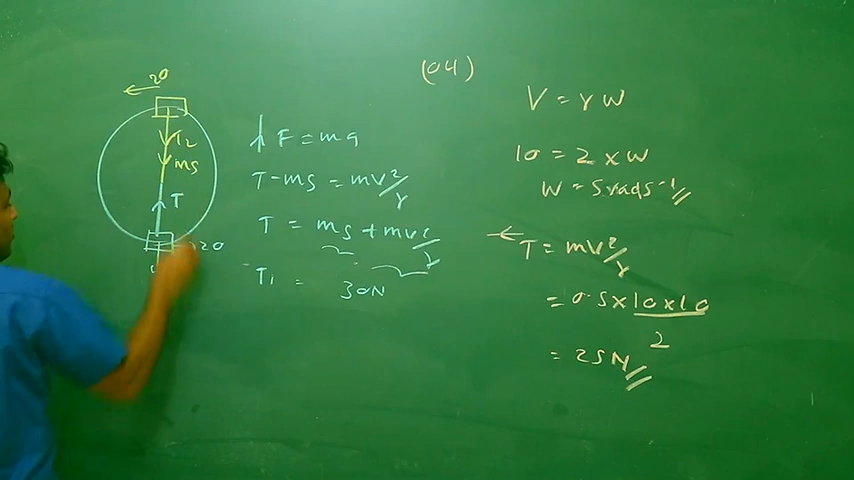 (04)
20
T2
mg
T
20
F = ma
T - mg = mv²/r
T = mg + mv²/r
T1 = 30N
V = rw
10 = 2 x w
w = 5 rads⁻¹
T = mv²/r
= 0.5 x 10 x 10 / 2
= 25N